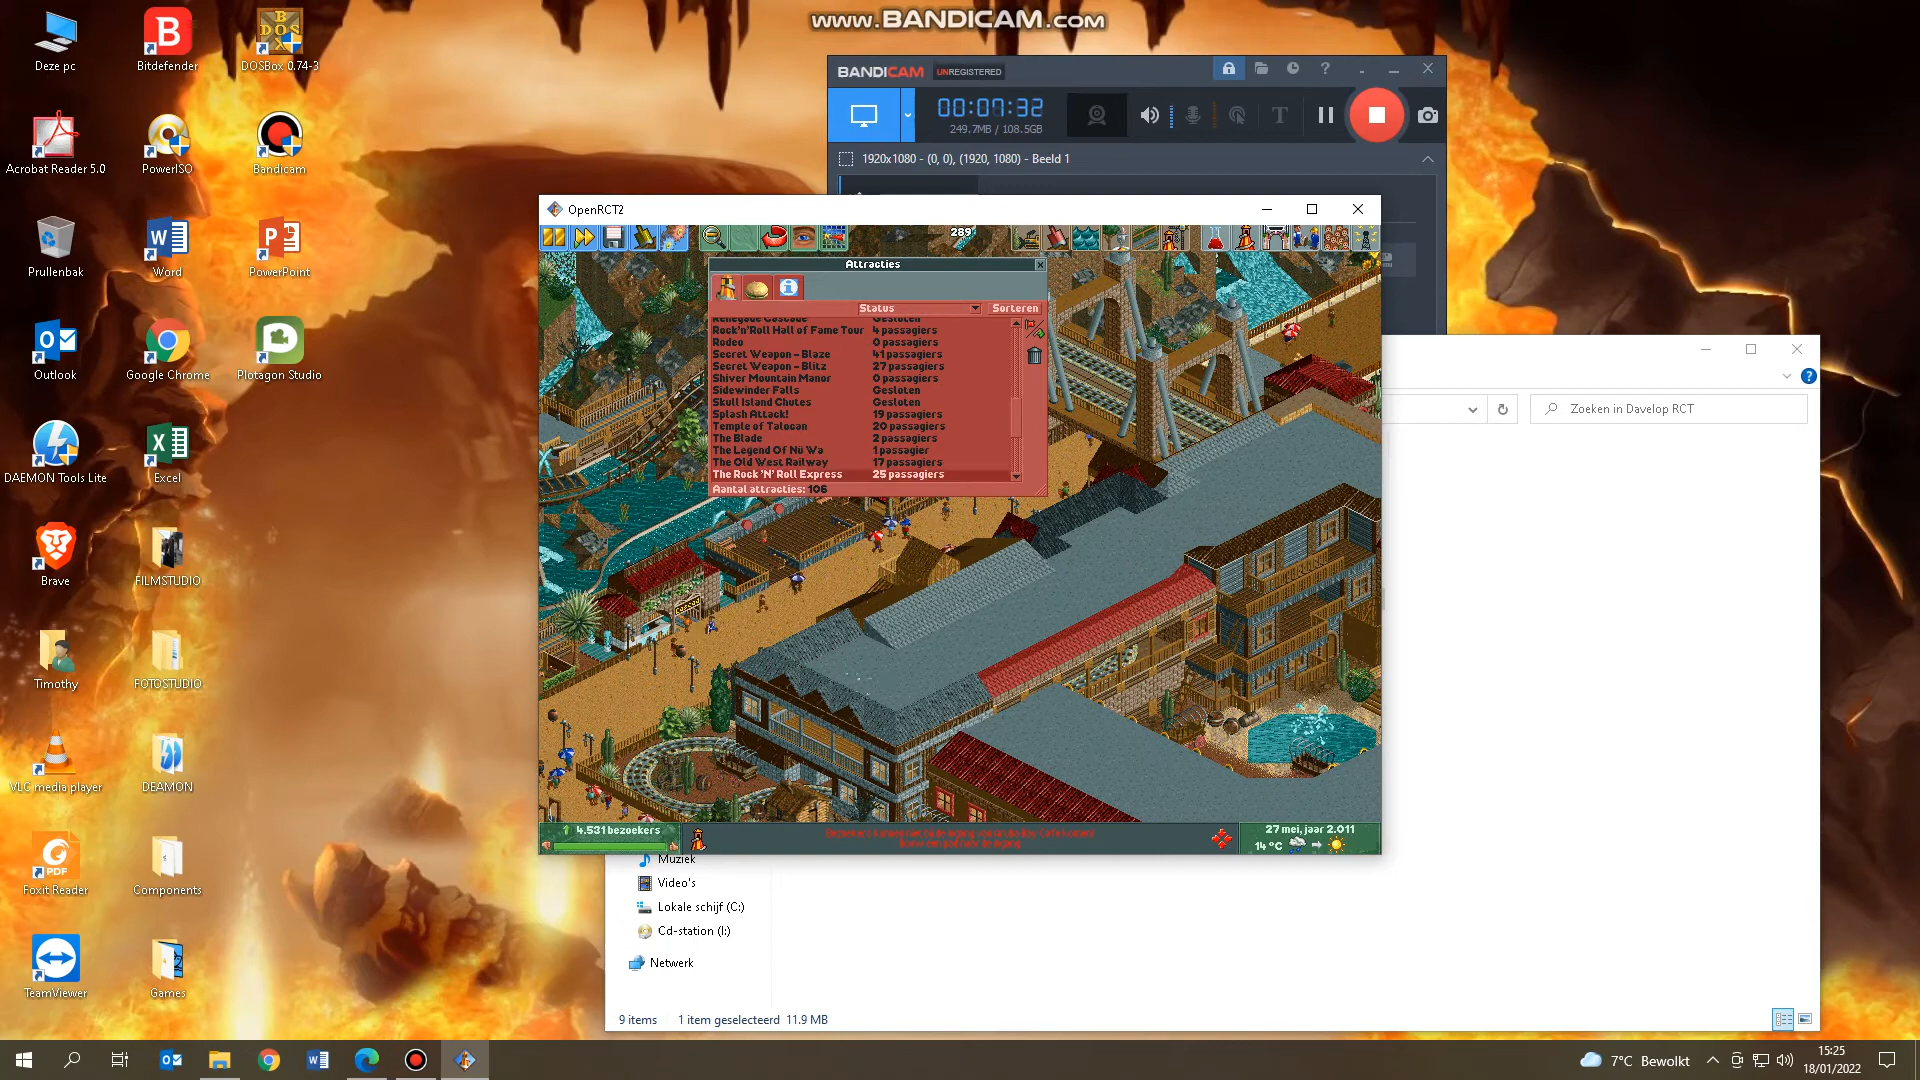 www.BANDICAM.com
Deze pc
Bitdefender
DOSBox 0.74-3
Acrobat Reader 5.0
PowerISO
Bandicam
Prullenbak
Word
PowerPoint
Outlook
Google Chrome
Plotagon Studio
DAEMON Tools Lite
Excel
Brave
FILMSTUDIO
Timothy
FOTOSTUDIO
VLC media player
DEAMON
Foxit Reader
Components
TeamViewer
Games
BANDICAM UNREGISTERED
00:07:32
249.7MB / 108.5GB
1920x1080 - (0, 0), (1920, 1080) - Beeld 1
OpenRCT2
289
Attracties
Status Sorteren
Renegade Cascade Gesloten
Rock'n'Roll Hall of Fame Tour 4 passagiers
Rodeo 0 passagiers
Secret Weapon - Blaze 41 passagiers
Secret Weapon - Blitz 27 passagiers
Shiver Mountain Manor 0 passagiers
Sidewinder Falls Gesloten
Skull Island Chutes Gesloten
Splash Attack! 19 passagiers
Temple of Talocan 20 passagiers
The Blade 2 passagiers
The Legend Of Nü Wa 1 passagier
The Old West Railway 17 passagiers
The Rock 'N' Roll Express 25 passagiers
Aantal attracties: 106
4.531 bezoekers
27 mei, jaar 2.011
14 °C
Zoeken in Davelop RCT
Muziek
Video's
Lokale schijf (C:)
Cd-station (I:)
Netwerk
9 items 1 item geselecteerd 11.9 MB
7°C Bewolkt
15:25
18/01/2022